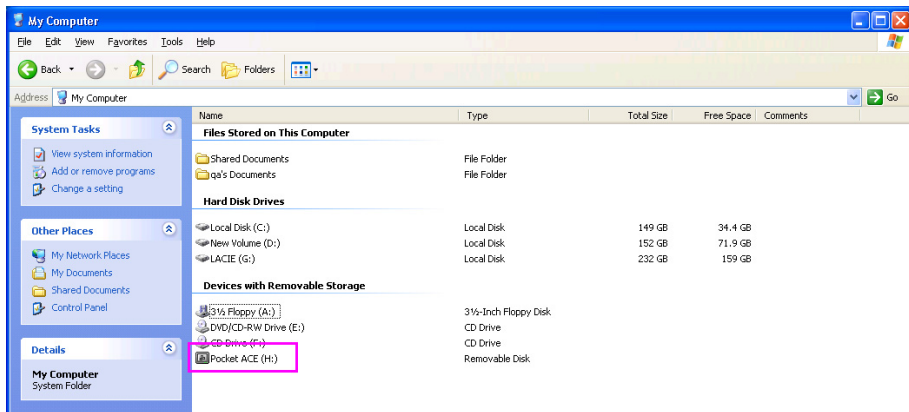 My Computer
File Edit View Favorites Tools Help
Back Search Folders
Address My Computer Go
Name Type Total Size Free Space Comments
System Tasks
View system information
Add or remove programs
Change a setting
Other Places
My Network Places
My Documents
Shared Documents
Control Panel
Details
My Computer
System Folder
Files Stored on This Computer
Shared Documents File Folder
qa's Documents File Folder
Hard Disk Drives
Local Disk (C:) Local Disk 149 GB 34.4 GB
New Volume (D:) Local Disk 152 GB 71.9 GB
LACIE (G:) Local Disk 232 GB 159 GB
Devices with Removable Storage
3½ Floppy (A:) 3½-Inch Floppy Disk
DVD/CD-RW Drive (E:) CD Drive
CD Drive (F:) CD Drive
Pocket ACE (H:) Removable Disk